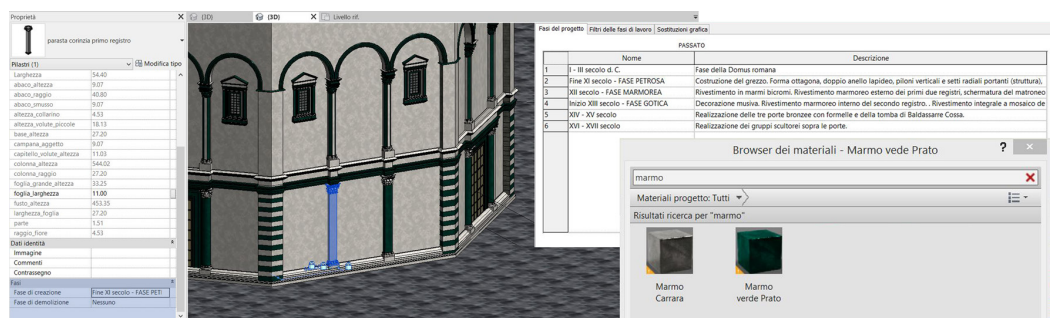 Proprietà
parasta corinzia primo registro
Pilastri (1)
Modifica tipo
Larghezza 54.40
abaco_altezza 9.07
abaco_raggio 40.80
abaco_smusso 9.07
altezza_collarino 4.53
altezza_volute_piccole 18.13
base_altezza 27.20
campana_aggetto 9.07
capitello_volute_altezza 11.03
colonna_altezza 544.02
colonna_raggio 27.20
foglia_grande_altezza 33.25
foglia_larghezza 11.00
fusto_altezza 453.35
larghezza_foglia 27.20
parte 1.51
raggio_fiore 4.53
Dati identità
Immagine
Commenti
Contrassegno
Fasi
Fase di creazione Fine XI secolo - FASE PET
Fase di demolizione Nessuno
{3D}
{3D}
Livello rif.
Fasi del progetto Filtri delle fasi di lavoro Sostituzioni grafica
PASSATO
Nome Descrizione
1 I - III secolo d. C. Fase della Domus romana
2 Fine XI secolo - FASE PETROSA Costruzione del grezzo. Forma ottagona, doppio anello lapideo, piloni verticali e setti radiali portanti (struttura),
3 XII secolo - FASE MARMOREA Rivestimento in marmi bicromi. Rivestimento marmoreo esterno dei primi due registri, schermatura del matroneo
4 Inizio XIII secolo - FASE GOTICA Decorazione musiva. Rivestimento marmoreo interno del secondo registro. . Rivestimento integrale a mosaico de
5 XIV - XV secolo Realizzazione delle tre porte bronzee con formelle e della tomba di Baldassarre Cossa.
6 XVI - XVII secolo Realizzazione dei gruppi scultorei sopra le porte.
Browser dei materiali - Marmo vede Prato
marmo
Materiali progetto: Tutti
Risultati ricerca per "marmo"
Marmo
Carrara
Marmo
verde Prato